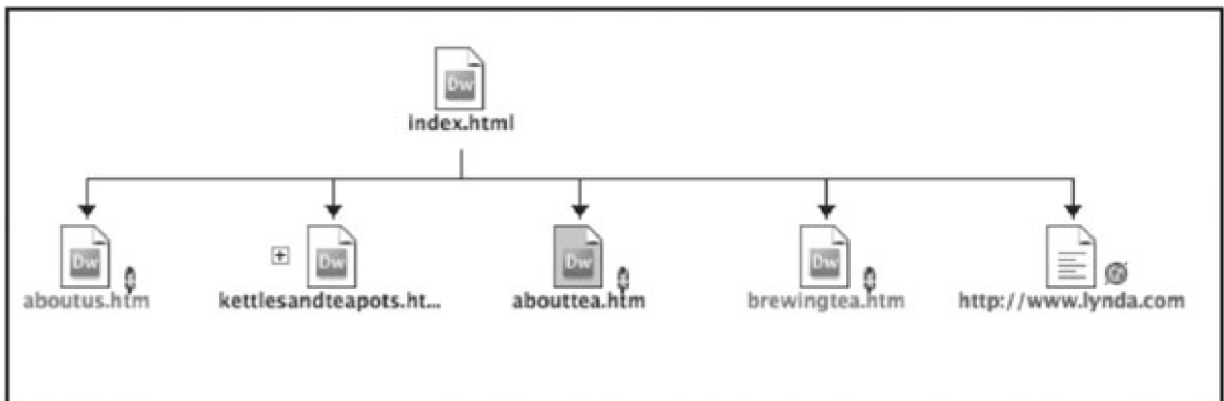 Dw
index.html
Dw
Dw
Dw
Dw
aboutus.htm
kettlesandteapots.ht...
abouttea.htm
brewingtea.htm
http://www.lynda.com